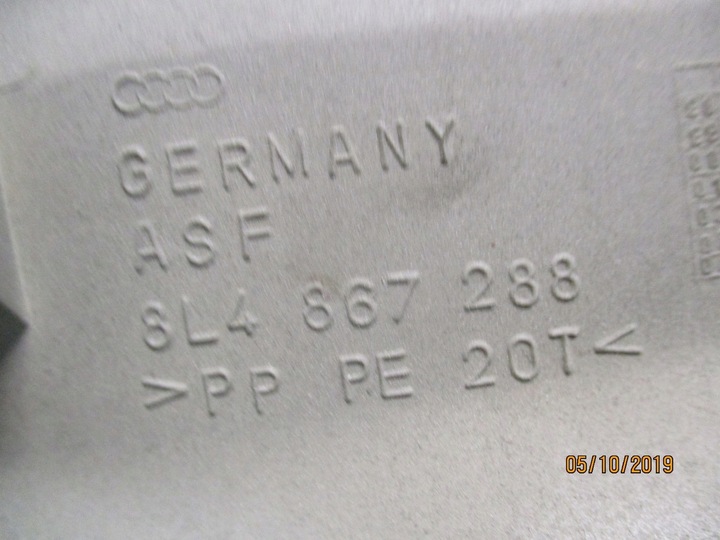 GERMANY
ASF
8L4 867 288
>PP PE 20T<
05/10/2019